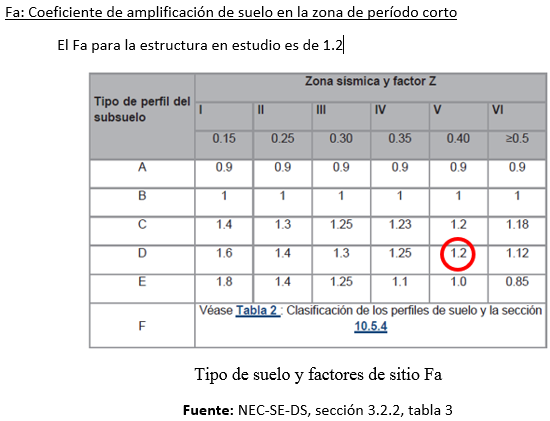 Fa: Coeficiente de amplificación de suelo en la zona de período corto
El Fa para la estructura en estudio es de 1.2
Tipo de perfil del subsuelo
Zona sísmica y factor Z
I II III IV V VI
0.15 0.25 0.30 0.35 0.40 ≥0.5
A 0.9 0.9 0.9 0.9 0.9 0.9
B 1 1 1 1 1 1
C 1.4 1.3 1.25 1.23 1.2 1.18
D 1.6 1.4 1.3 1.25 1.2 1.12
E 1.8 1.4 1.25 1.1 1.0 0.85
F Véase Tabla 2 : Clasificación de los perfiles de suelo y la sección
10.5.4
Tipo de suelo y factores de sitio Fa
Fuente: NEC-SE-DS, sección 3.2.2, tabla 3